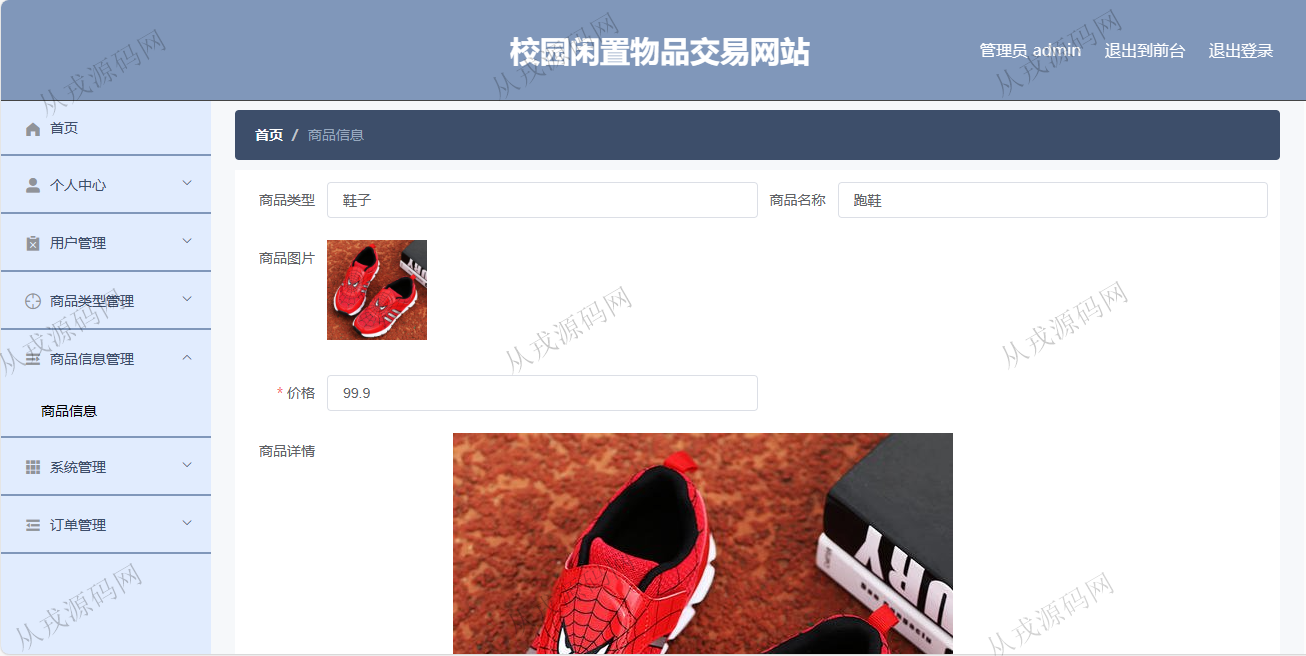 校园闲置物品交易网站
管理员 admin 退出到前台 退出登录
首页
个人中心
用户管理
商品类型管理
商品信息管理
商品信息
系统管理
订单管理
首页 / 商品信息
商品类型 鞋子 商品名称 跑鞋
商品图片
* 价格 99.9
商品详情
URY
从戎源码网
从戎源码网
从戎源码网
从戎源码网
从戎源码网
从戎源码网
从戎源码网
从戎源码网